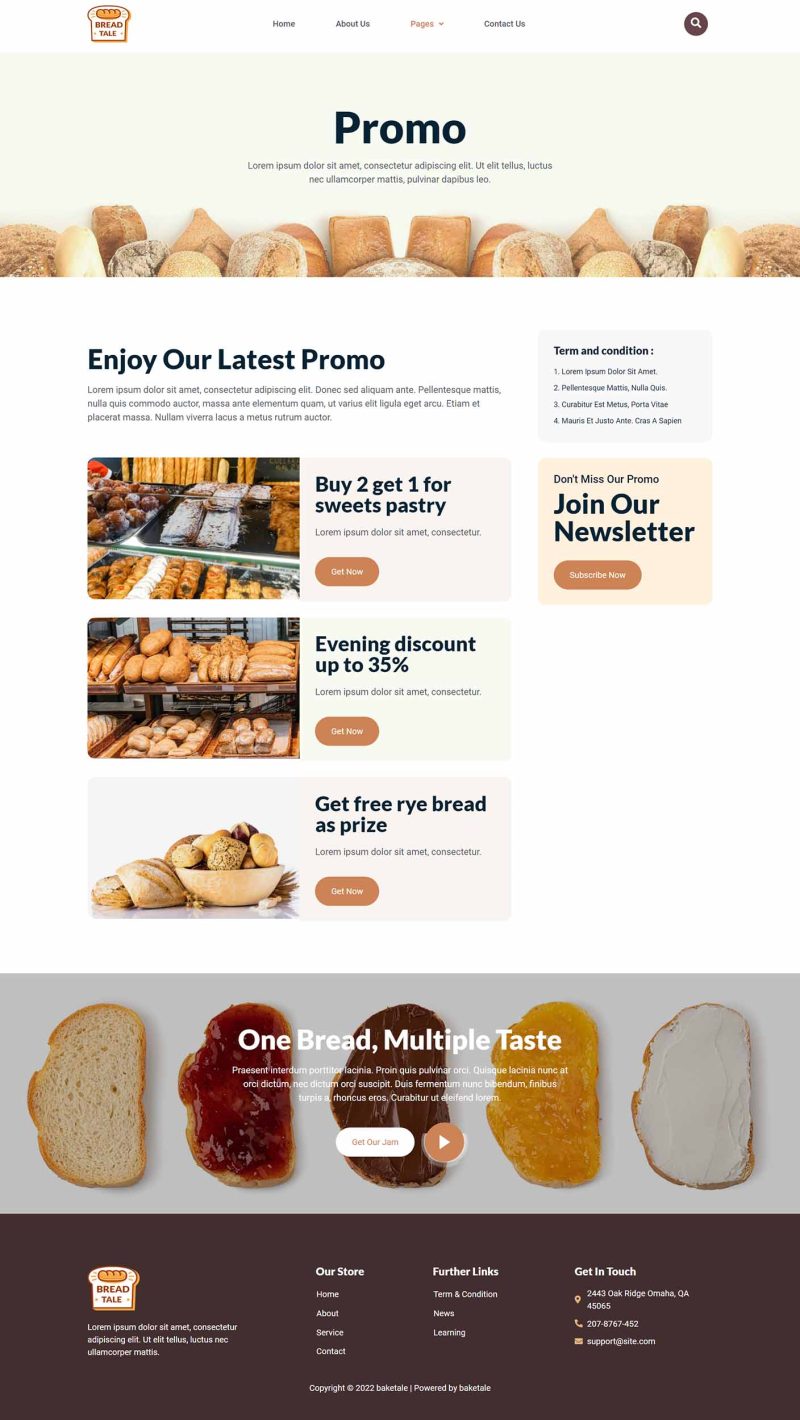 BREAD
TALE
Home
About Us
Pages
Contact Us
Promo
Lorem ipsum dolor sit amet, consectetur adipiscing elit. Ut elit tellus, luctus
nec ullamcorper mattis, pulvinar dapibus leo.
Enjoy Our Latest Promo
Lorem ipsum dolor sit amet, consectetur adipiscing elit. Donec sed aliquam ante. Pellentesque mattis,
nulla quis commodo auctor, massa ante elementum quam, ut varius elit ligula eget arcu. Etiam et
placerat massa. Nullam viverra lacus a metus rutrum auctor.
Buy 2 get 1 for
sweets pastry
Lorem ipsum dolor sit amet, consectetur.
Get Now
Evening discount
up to 35%
Lorem ipsum dolor sit amet, consectetur.
Get Now
Get free rye bread
as prize
Lorem ipsum dolor sit amet, consectetur.
Get Now
Term and condition :
1. Lorem Ipsum Dolor Sit Amet.
2. Pellentesque Mattis, Nulla Quis.
3. Curabitur Est Metus, Porta Vitae
4. Mauris Et Justo Ante. Cras A Sapien
Don't Miss Our Promo
Join Our
Newsletter
Subscribe Now
One Bread, Multiple Taste
Praesent interdum porttitor lacinia. Proin quis pulvinar orci. Quisque lacinia nunc at
orci dictum, nec dictum orci suscipit. Duis fermentum nunc bibendum, finibus
turpis a, rhoncus eros. Curabitur ut eleifend lorem.
Get Our Jam
BREAD
TALE
Lorem ipsum dolor sit amet, consectetur
adipiscing elit. Ut elit tellus, luctus nec
ullamcorper mattis.
Our Store
Home
About
Service
Contact
Further Links
Term & Condition
News
Learning
Get In Touch
2443 Oak Ridge Omaha, QA
45065
207-8767-452
support@site.com
Copyright © 2022 baketale | Powered by baketale